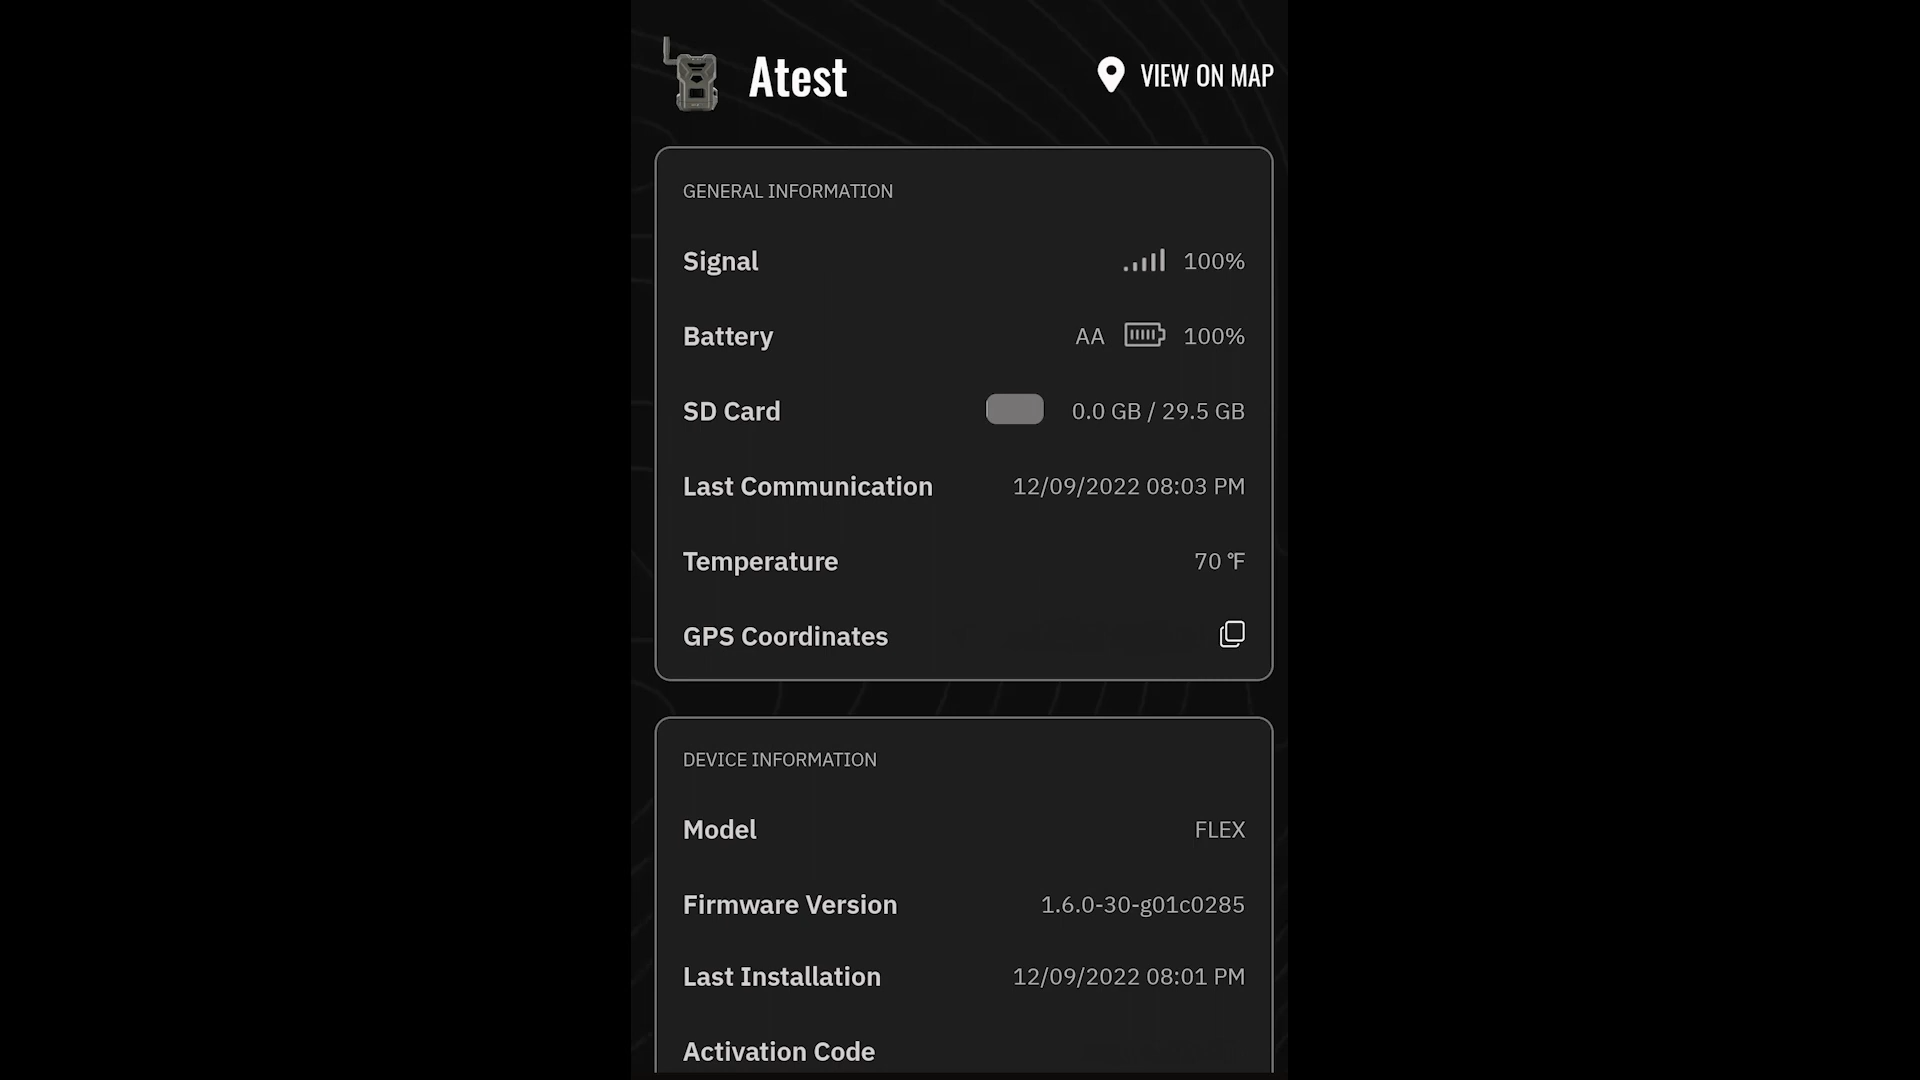 Atest
VIEW ON MAP
GENERAL INFORMATION
Signal 100%
Battery AA 100%
SD Card 0.0 GB / 29.5 GB
Last Communication 12/09/2022 08:03 PM
Temperature 70 °F
GPS Coordinates
DEVICE INFORMATION
Model FLEX
Firmware Version 1.6.0-30-g01c0285
Last Installation 12/09/2022 08:01 PM
Activation Code